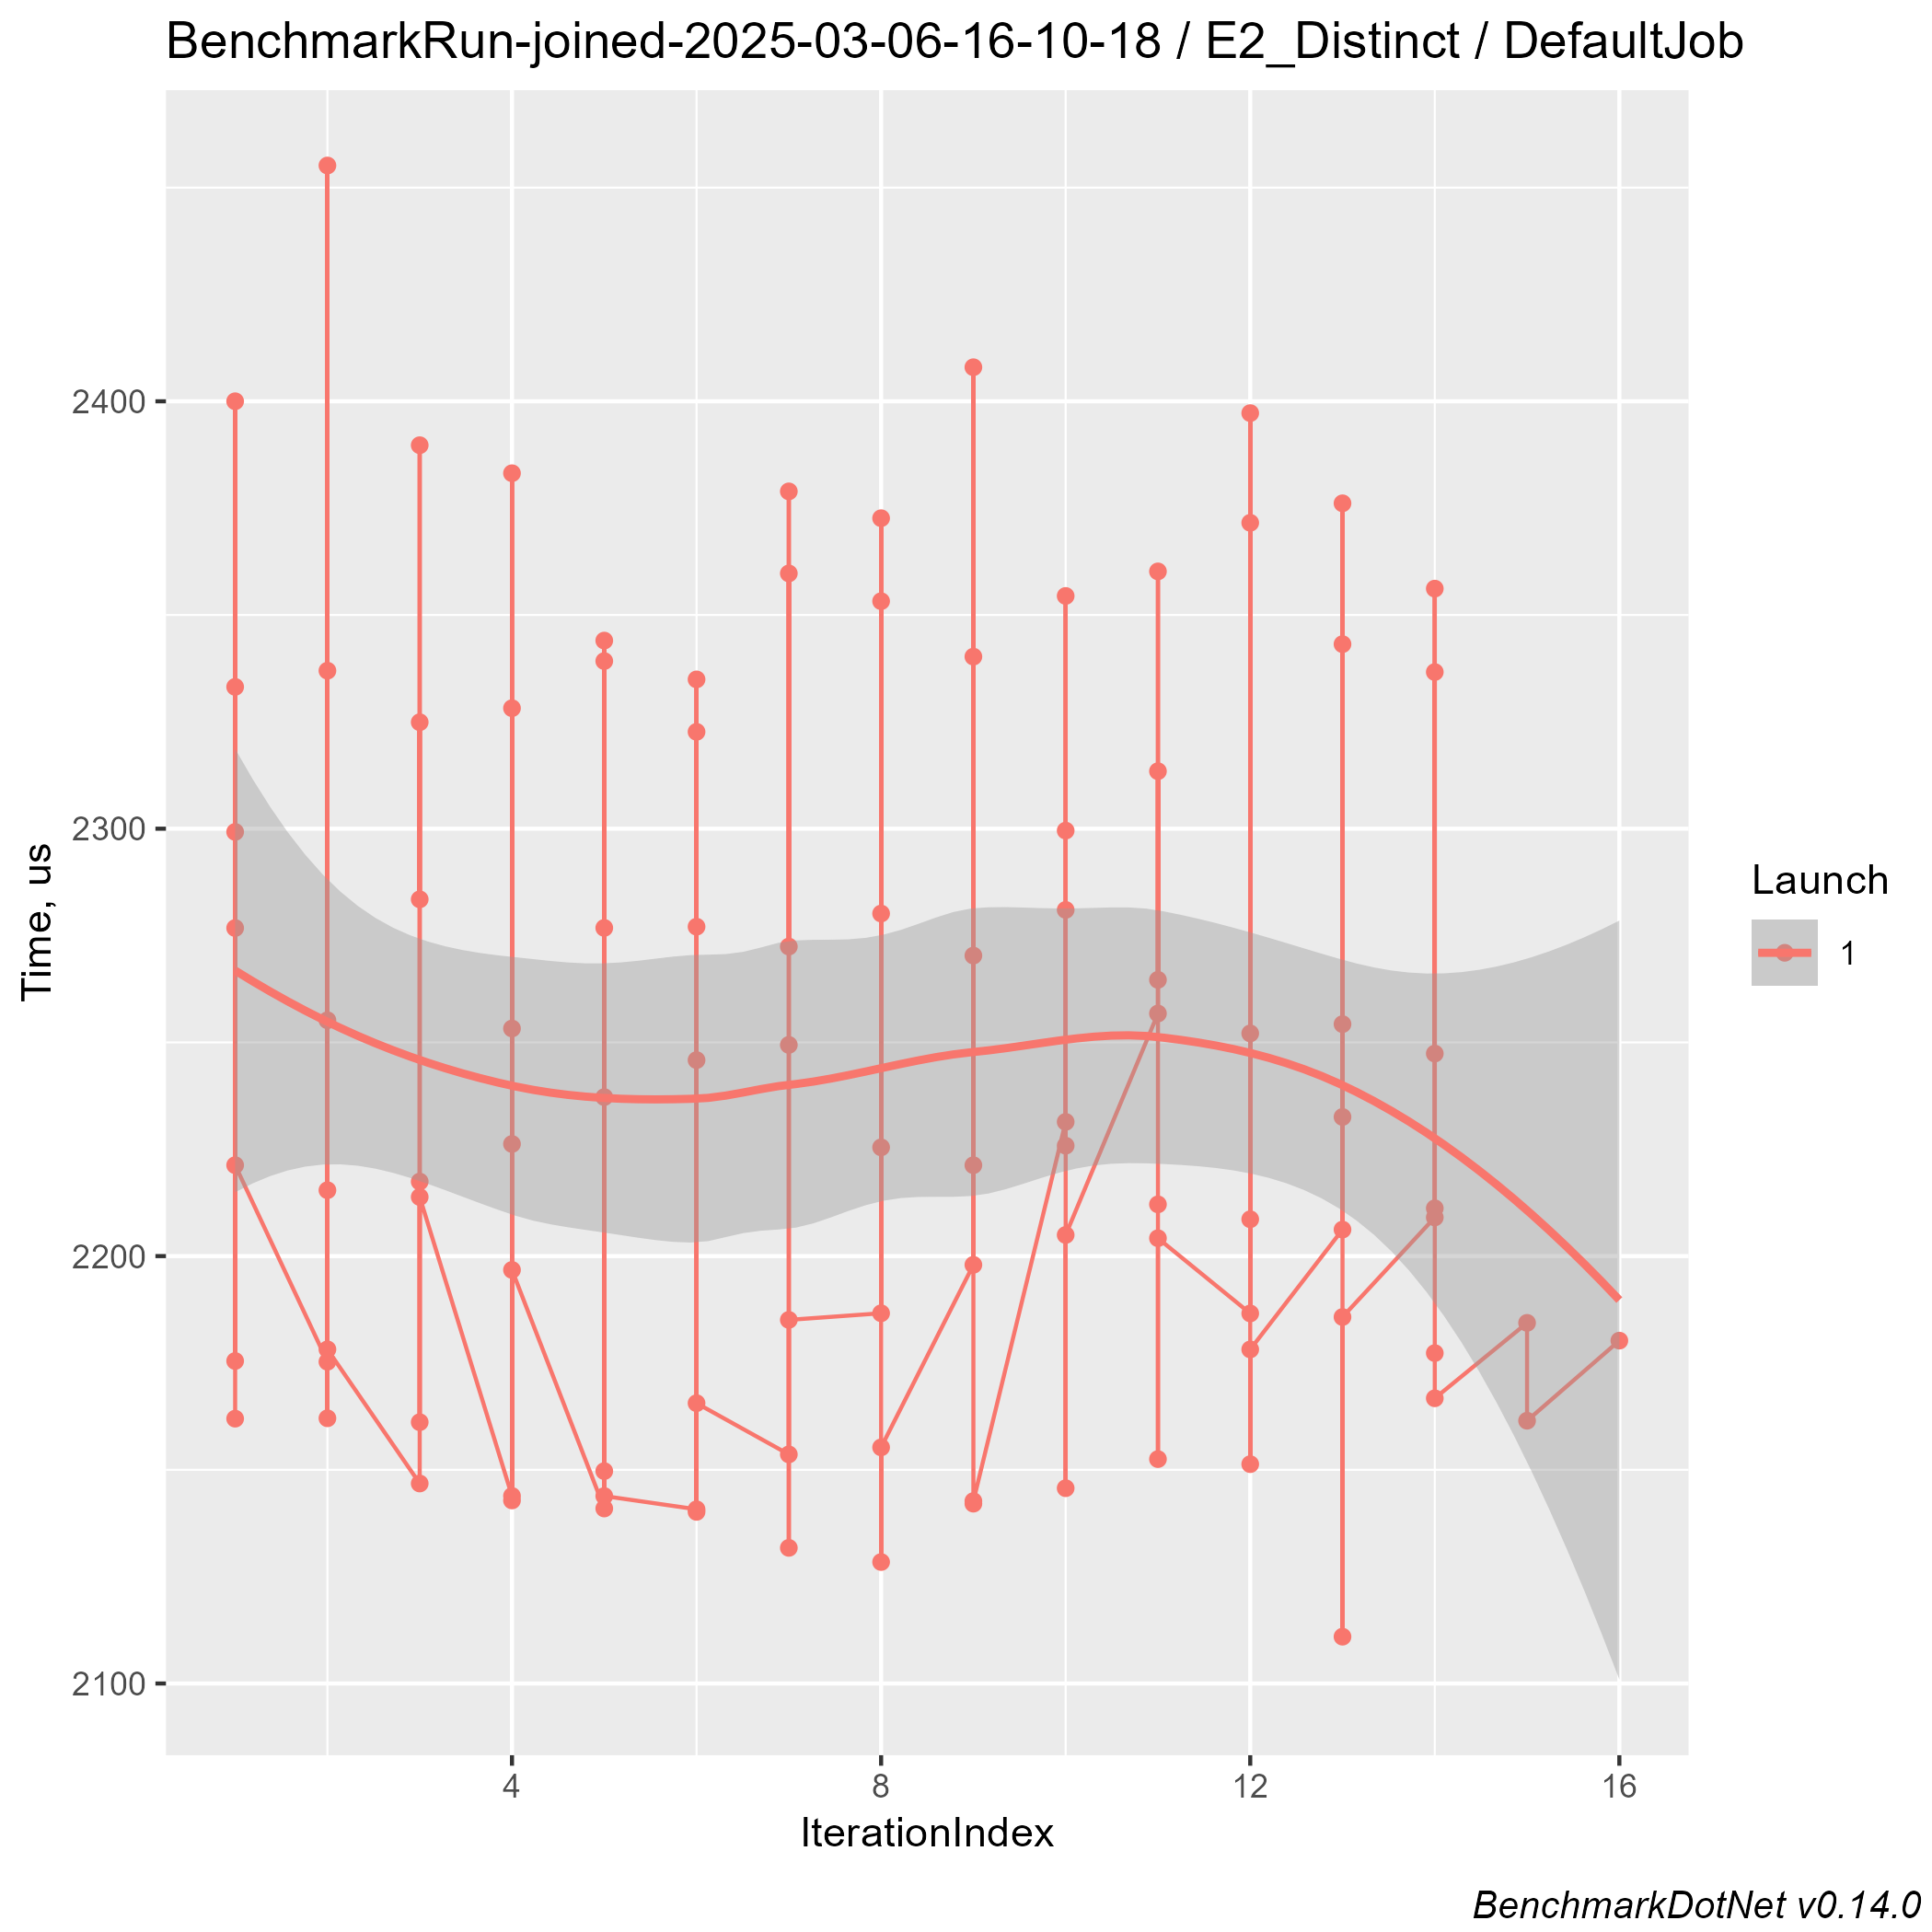 BenchmarkRun-joined-2025-03-06-16-10-18 / E2_Distinct / DefaultJob
2400
2300
2200
2100
Time, us
4
8
12
16
IterationIndex
Launch
1
BenchmarkDotNet v0.14.0